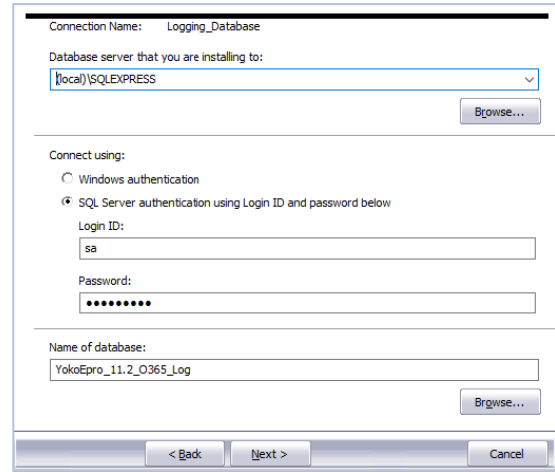 Connection Name: Logging_Database
Database server that you are installing to:
(local)\SQLEXPRESS
Browse...
Connect using:
Windows authentication
SQL Server authentication using Login ID and password below
Login ID:
sa
Password:
•••••••••
Name of database:
YokoEpro_11.2_O365_Log
Browse...
< Back Next > Cancel